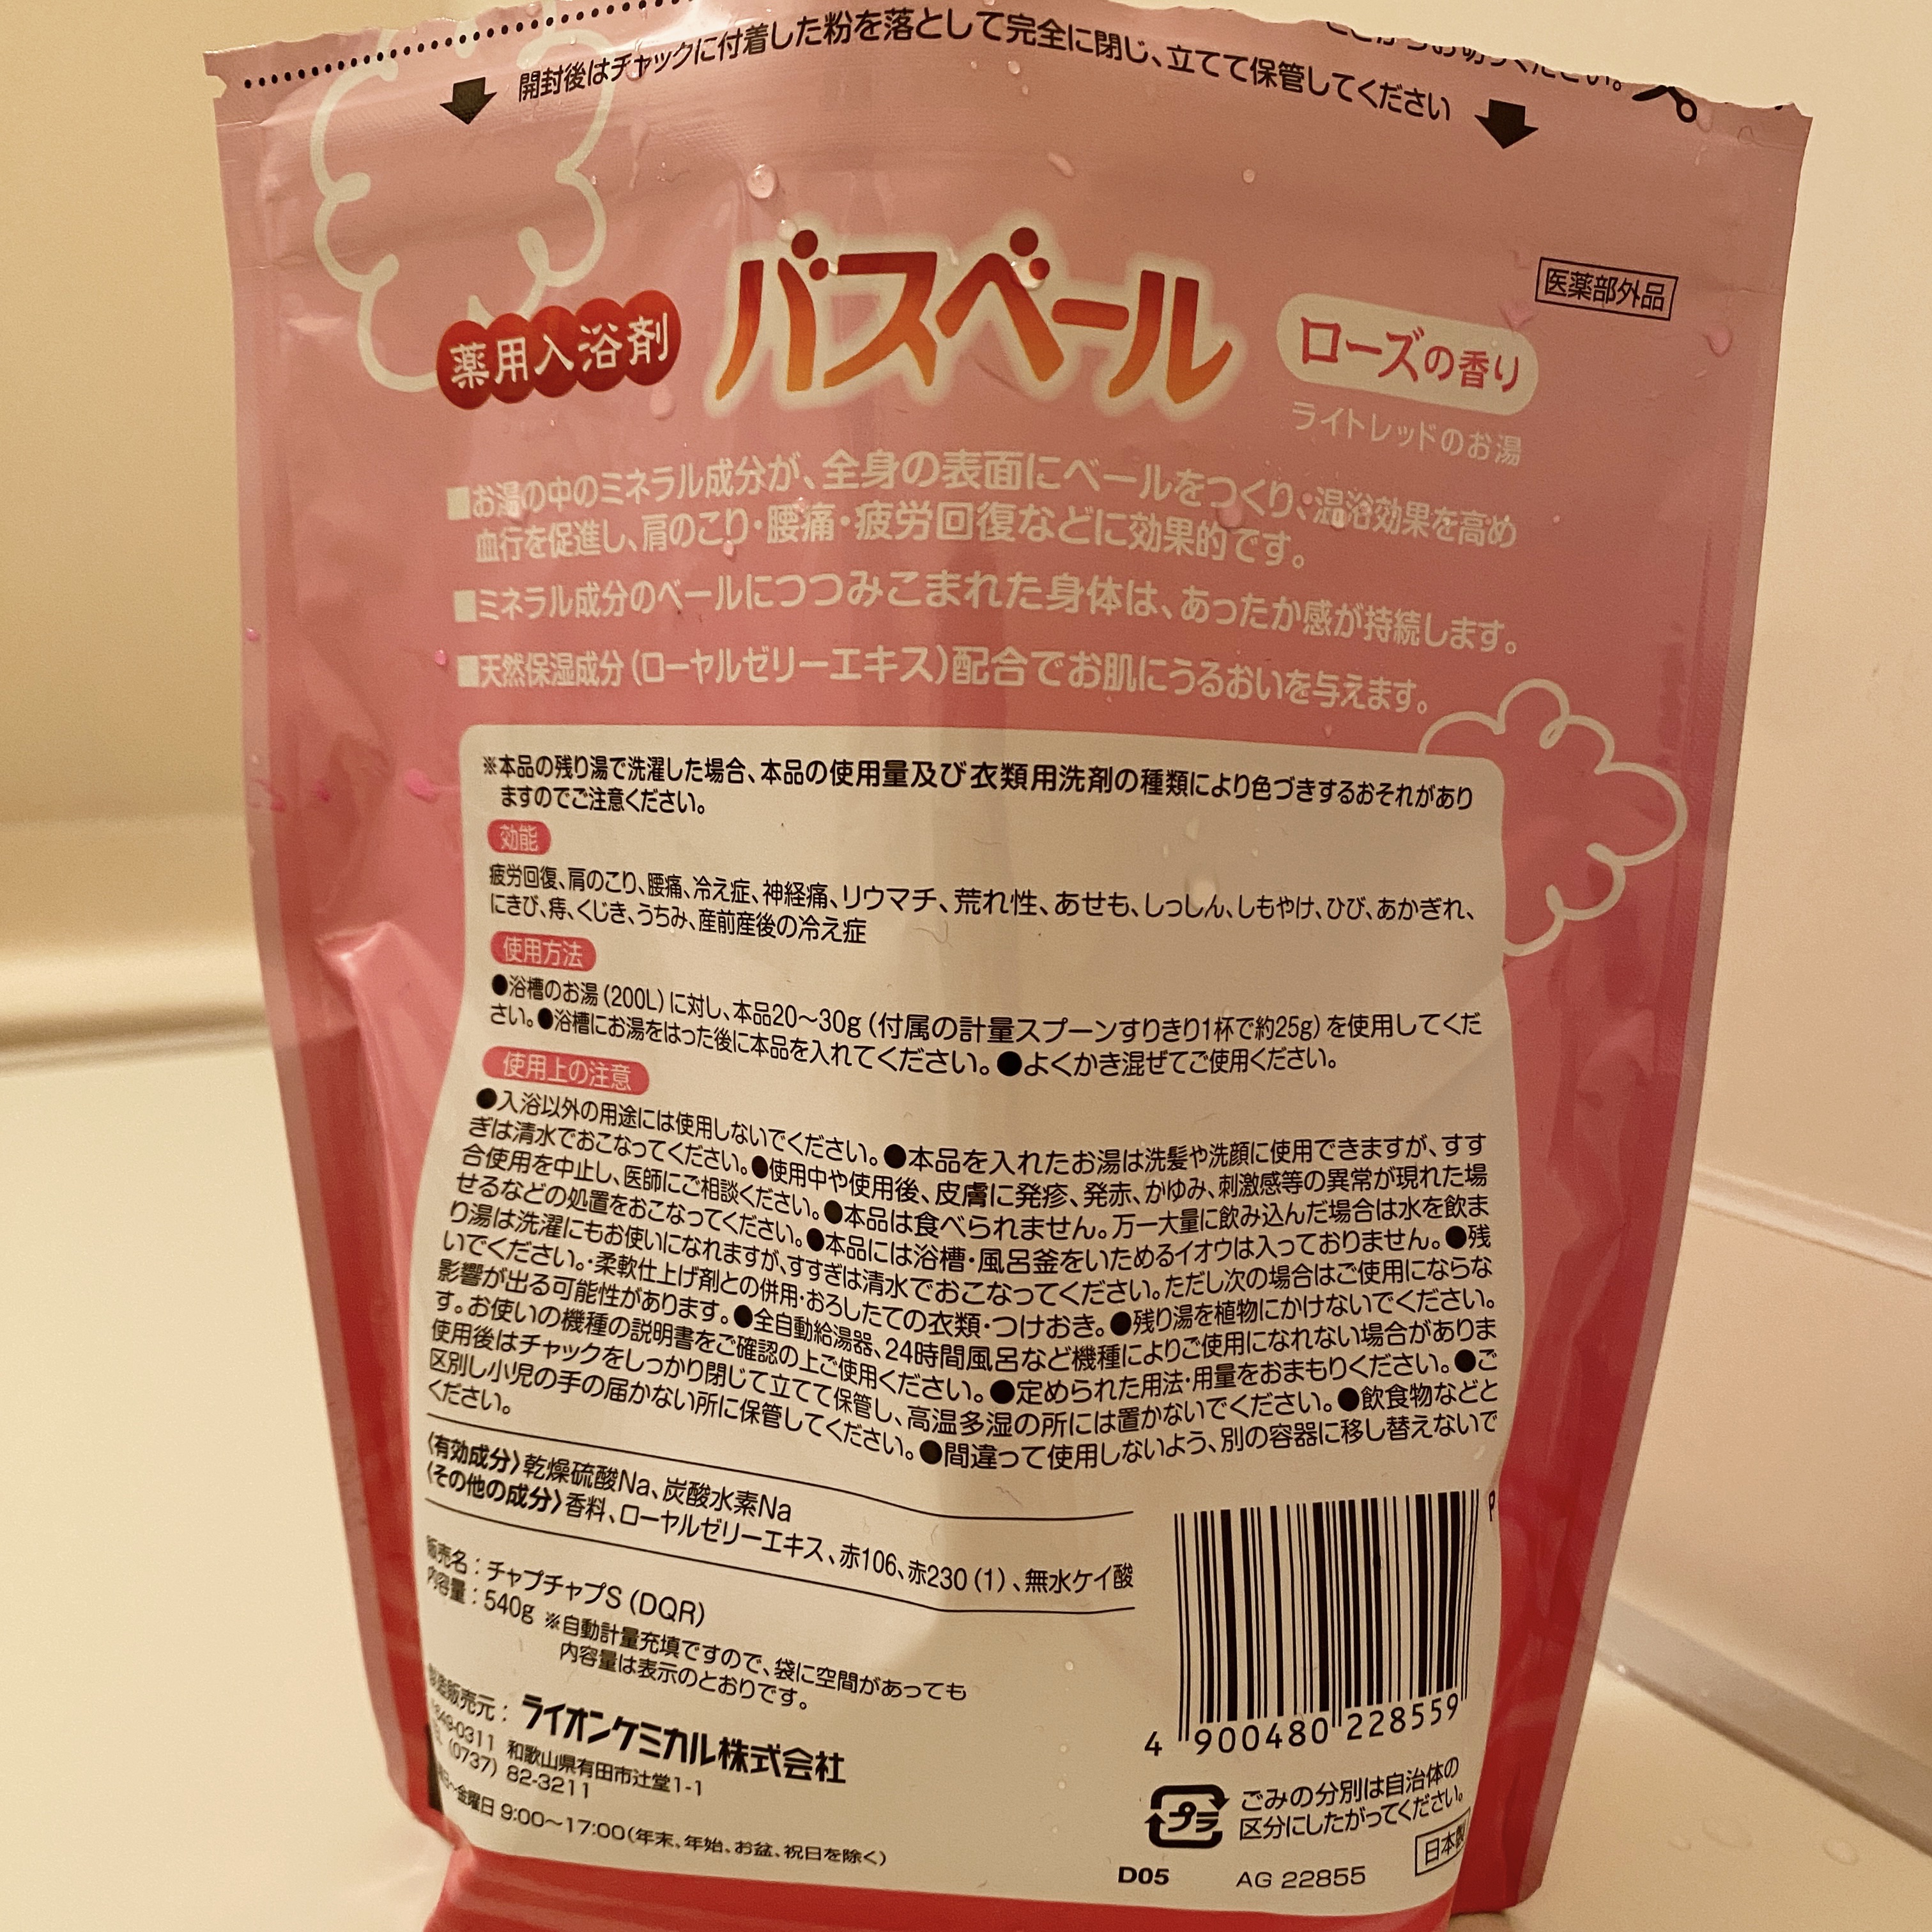 お切りください。
開封後はチャックに付着した粉を落として完全に閉じ、立てて保管してください
医薬部外品
薬用入浴剤
バスベール
ローズの香り
ライトレッドのお湯
■お湯の中のミネラル成分が、全身の表面にベールをつくり、温浴効果を高め
血行を促進し、肩のこり・腰痛・疲労回復などに効果的です。
■ミネラル成分のベールにつつみこまれた身体は、あったか感が持続します。
■天然保湿成分(ローヤルゼリーエキス)配合でお肌にうるおいを与えます。
※本品の残り湯で洗濯した場合、本品の使用量及び衣類用洗剤の種類により色づきするおそれがあり
ますのでご注意ください。
効能
疲労回復、肩のこり、腰痛、冷え症、神経痛、リウマチ、荒れ性、あせも、しっしん、しもやけ、ひび、あかぎれ、
にきび、痔、くじき、うちみ、産前産後の冷え症
使用方法
●浴槽のお湯(200L)に対し、本品20〜30g(付属の計量スプーンすりきり1杯で約25g)を使用してくだ
さい。●浴槽にお湯をはった後に本品を入れてください。●よくかき混ぜてご使用ください。
使用上の注意
●入浴以外の用途には使用しないでください。●本品を入れたお湯は洗髪や洗顔に使用できますが、すす
ぎは清水でおこなってください。●使用中や使用後、皮膚に発疹、発赤、かゆみ、刺激感等の異常が現れた場
合使用を中止し、医師にご相談ください。●本品は食べられません。万一大量に飲み込んだ場合は水を飲ま
せるなどの処置をおこなってください。●本品には浴槽・風呂釜をいためるイオウは入っておりません。●残
り湯は洗濯にもお使いになれますが、すすぎは清水でおこなってください。ただし次の場合はご使用にならな
いでください。・柔軟仕上げ剤との併用・おろしたての衣類・つけおき。●残り湯を植物にかけないでください。
影響が出る可能性があります。●全自動給湯器、24時間風呂など機種によりご使用になれない場合がありま
す。お使いの機種の説明書をご確認の上ご使用ください。●定められた用法・用量をおまもりください。●ご
使用後はチャックをしっかり閉じて立てて保管し、高温多湿の所には置かないでください。●飲食物などと
区別し小児の手の届かない所に保管してください。●間違って使用しないよう、別の容器に移し替えないで
ください。
〈有効成分〉乾燥硫酸Na、炭酸水素Na
〈その他の成分〉香料、ローヤルゼリーエキス、赤106、赤230(1)、無水ケイ酸
販売名：チャプチャプS(DQR)
内容量：540g ※自動計量充填ですので、袋に空間があっても
内容量は表示のとおりです。
販売元：ライオンケミカル株式会社
649-0311 和歌山県有田市辻堂1-1
(0737) 82-3211
〜金曜日 9:00〜17:00(年末、年始、お盆、祝日を除く)
4 900480 228559
プラ
ごみの分別は自治体の
区分にしたがってください。
日本製
D05 AG 22855